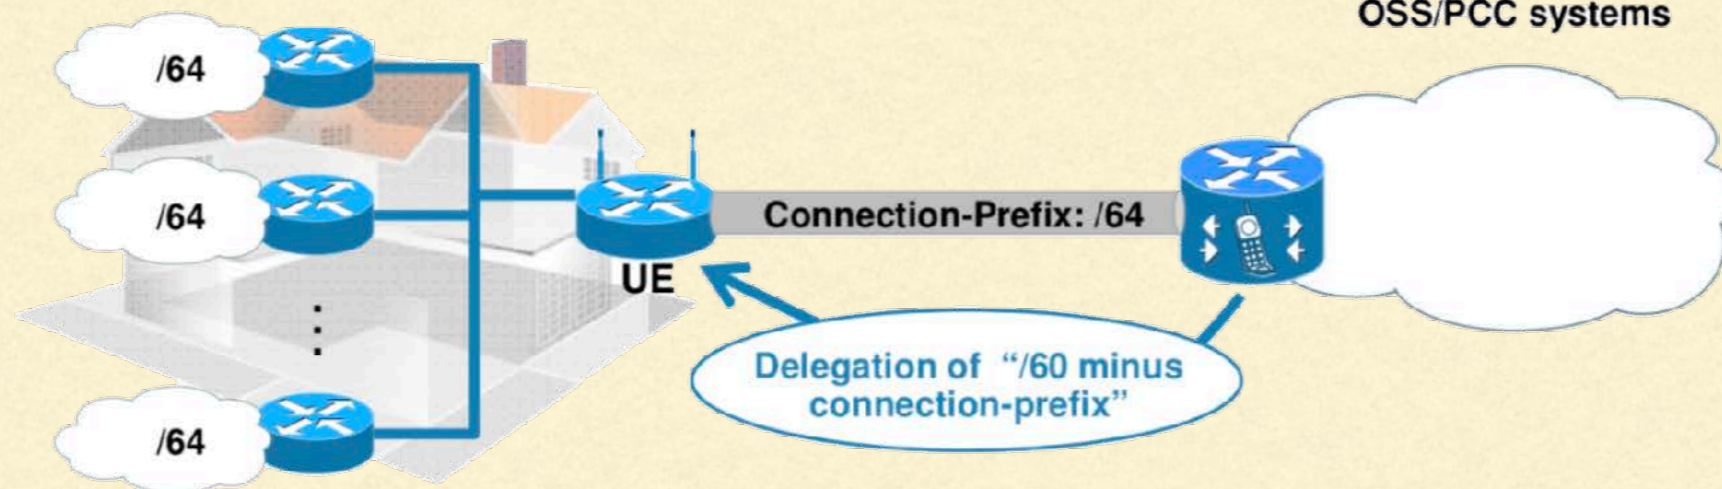 OSS/PCC systems
/64
/64
Connection-Prefix: /64
UE
Delegation of “/60 minus
connection-prefix”
/64